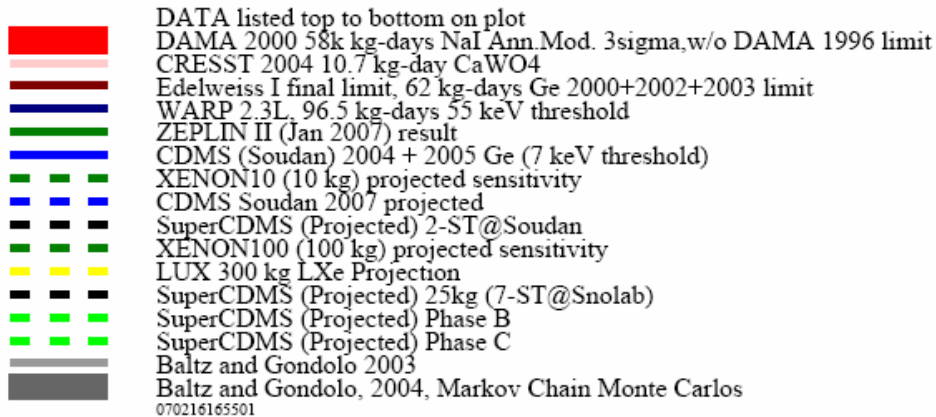 DATA listed top to bottom on plot
DAMA 2000 58k kg-days NaI Ann.Mod. 3sigma,w/o DAMA 1996 limit
CRESST 2004 10.7 kg-day CaWO4
Edelweiss I final limit, 62 kg-days Ge 2000+2002+2003 limit
WARP 2.3L, 96.5 kg-days 55 keV threshold
ZEPLIN II (Jan 2007) result
CDMS (Soudan) 2004 + 2005 Ge (7 keV threshold)
XENON10 (10 kg) projected sensitivity
CDMS Soudan 2007 projected
SuperCDMS (Projected) 2-ST@Soudan
XENON100 (100 kg) projected sensitivity
LUX 300 kg LXe Projection
SuperCDMS (Projected) 25kg (7-ST@Snolab)
SuperCDMS (Projected) Phase B
SuperCDMS (Projected) Phase C
Baltz and Gondolo 2003
Baltz and Gondolo, 2004, Markov Chain Monte Carlos
070216165501